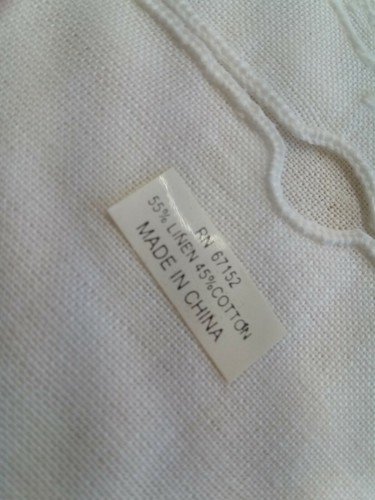 RN 67152
55% LINEN 45%COTTON
MADE IN CHINA